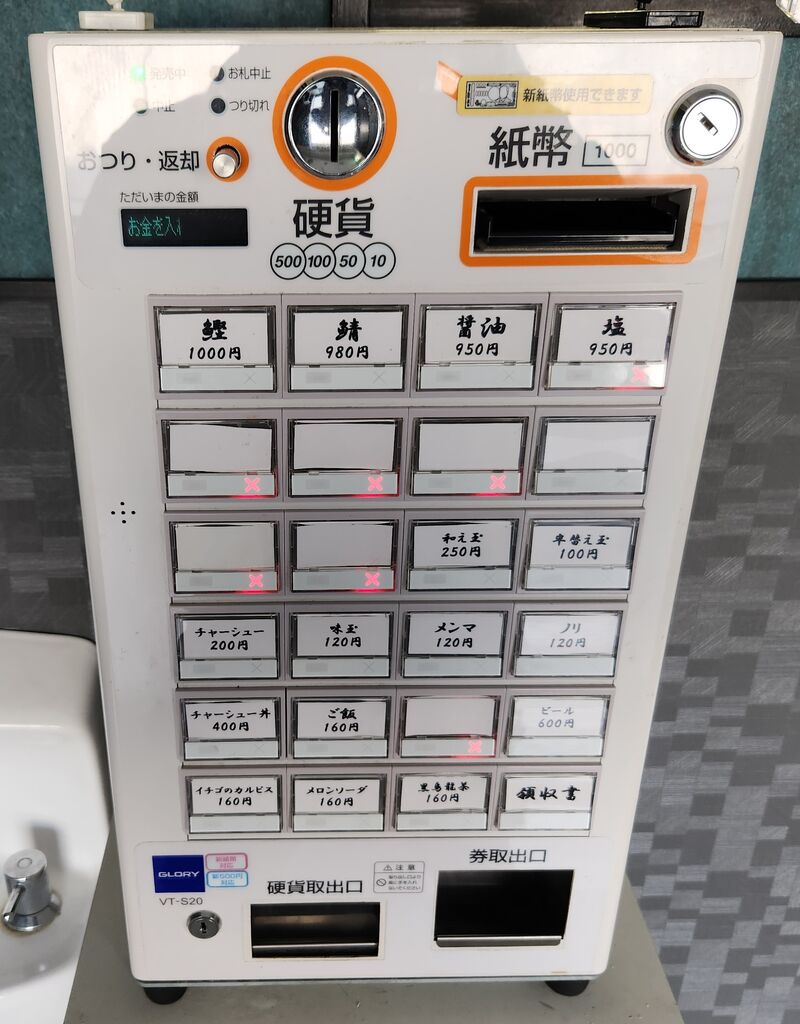 発売中
お札中止
中止
つり切れ
おつり・返却
ただいまの金額
お金を入
硬貨
500 100 50 10
新紙幣使用できます
紙幣 1000
鰹
1000円
鯖
980円
醤油
950円
塩
950円
和え玉
250円
辛替え玉
100円
チャーシュー
200円
味玉
120円
メンマ
120円
ノリ
120円
チャーシュー丼
400円
ご飯
160円
ビール
600円
イチゴのカルピス
160円
メロンソーダ
160円
黒烏龍茶
160円
領収書
GLORY
新紙幣
対応
新500円
対応
VT-S20
硬貨取出口
注意
券取出口